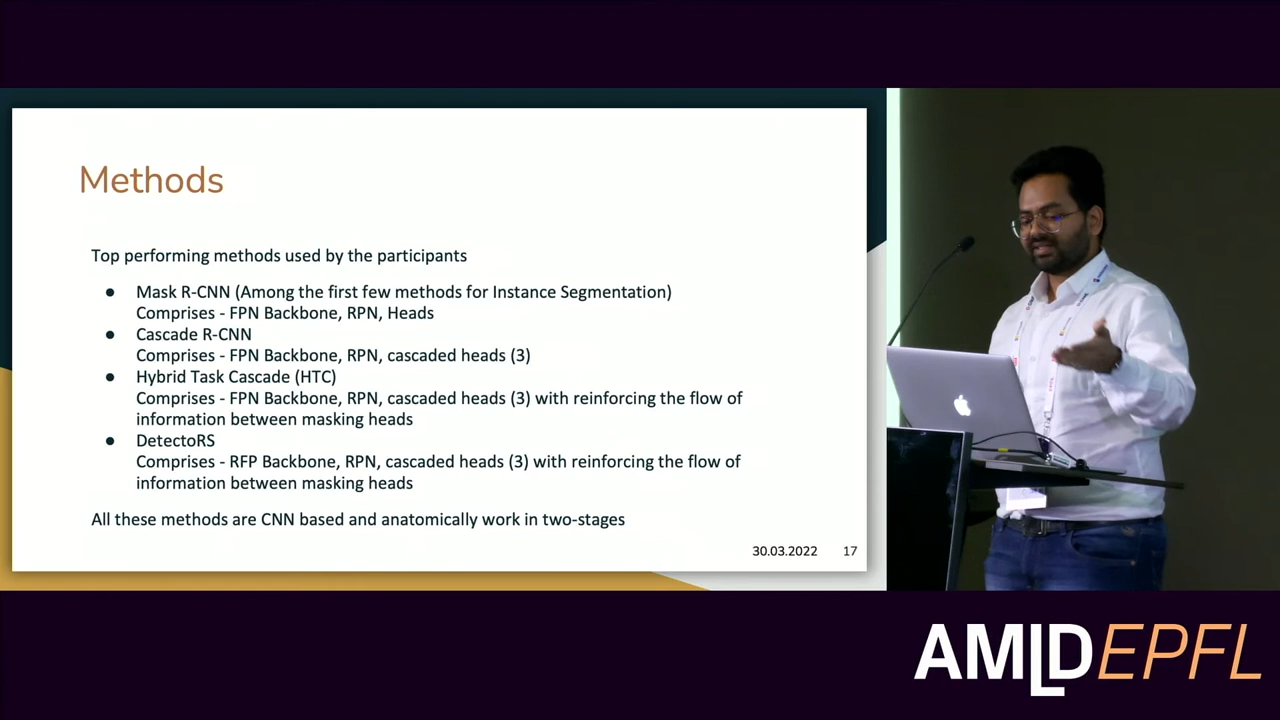 Methods
Top performing methods used by the participants
● Mask R-CNN (Among the first few methods for Instance Segmentation)
Comprises - FPN Backbone, RPN, Heads
● Cascade R-CNN
Comprises - FPN Backbone, RPN, cascaded heads (3)
● Hybrid Task Cascade (HTC)
Comprises - FPN Backbone, RPN, cascaded heads (3) with reinforcing the flow of
information between masking heads
● DetectoRS
Comprises - RFP Backbone, RPN, cascaded heads (3) with reinforcing the flow of
information between masking heads
All these methods are CNN based and anatomically work in two-stages
30.03.2022 17
AMLDEPFL